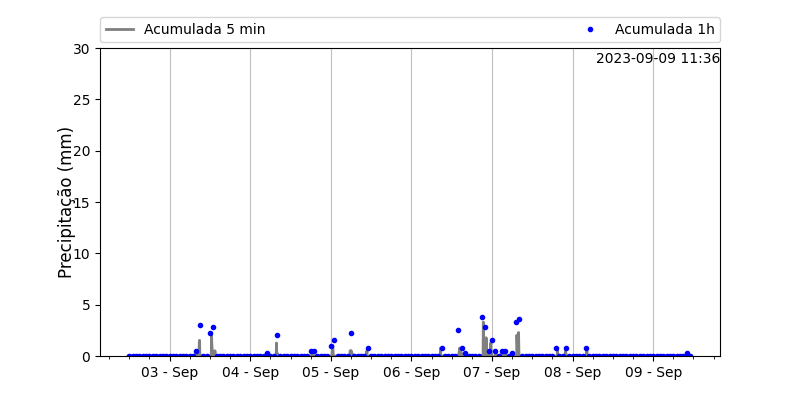 Acumulada 5 min
Acumulada 1h
2023-09-09 11:36
Precipitação (mm)
30
25
20
15
10
5
0
03 - Sep
04 - Sep
05 - Sep
06 - Sep
07 - Sep
08 - Sep
09 - Sep